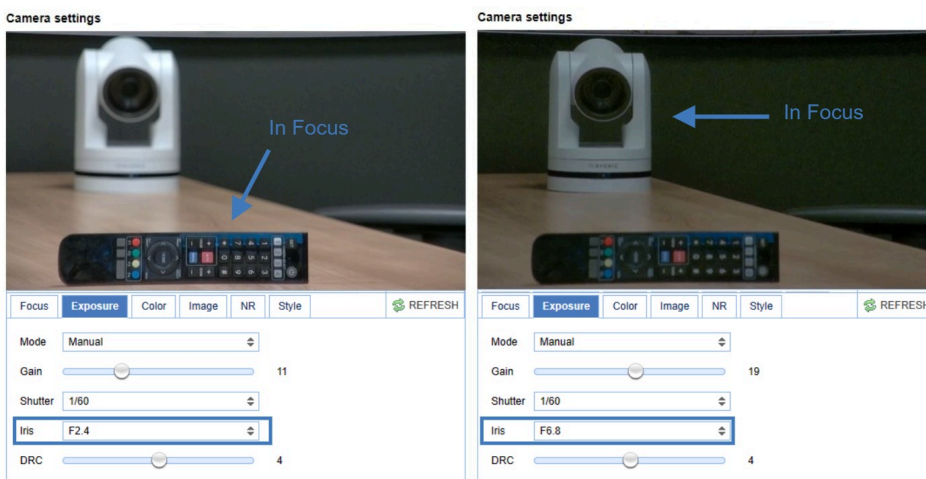 Camera settings
In Focus
Focus Exposure Color Image NR Style REFRESH
Mode Manual
Gain 11
Shutter 1/60
Iris F2.4
DRC 4
Camera settings
In Focus
Focus Exposure Color Image NR Style REFRESH
Mode Manual
Gain 19
Shutter 1/60
Iris F6.8
DRC 4